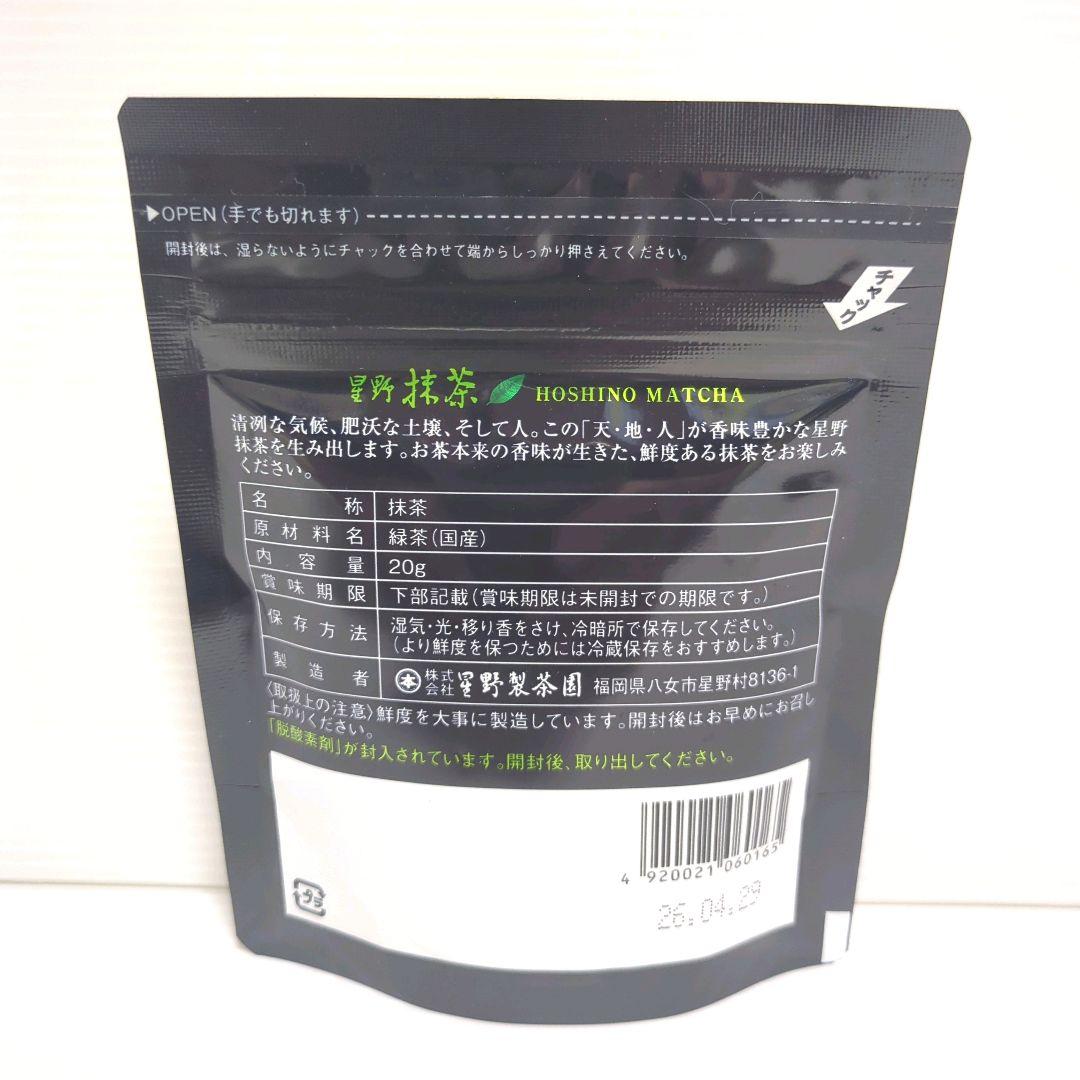 ▶OPEN(手でも切れます)
開封後は、湿らないようにチャックを合わせて端からしっかり押さえてください。
チャック
星野抹茶 HOSHINO MATCHA
清冽な気候、肥沃な土壌、そして人。この「天・地・人」が香味豊かな星野
抹茶を生み出します。お茶本来の香味が生きた、鮮度ある抹茶をお楽しみ
ください。
名称 抹茶
原材料名 緑茶(国産)
内容量 20g
賞味期限 下部記載(賞味期限は未開封での期限です。)
保存方法 湿気・光・移り香をさけ、冷暗所で保存してください。
(より鮮度を保つためには冷蔵保存をおすすめします。)
製造者 本 株式会社 星野製茶園 福岡県八女市星野村8136-1
〈取扱上の注意〉鮮度を大事に製造しています。開封後はお早めにお召し
上がりください。
「脱酸素剤」が封入されています。開封後、取り出してください。
4 920021 060165
26.04.29
プラ